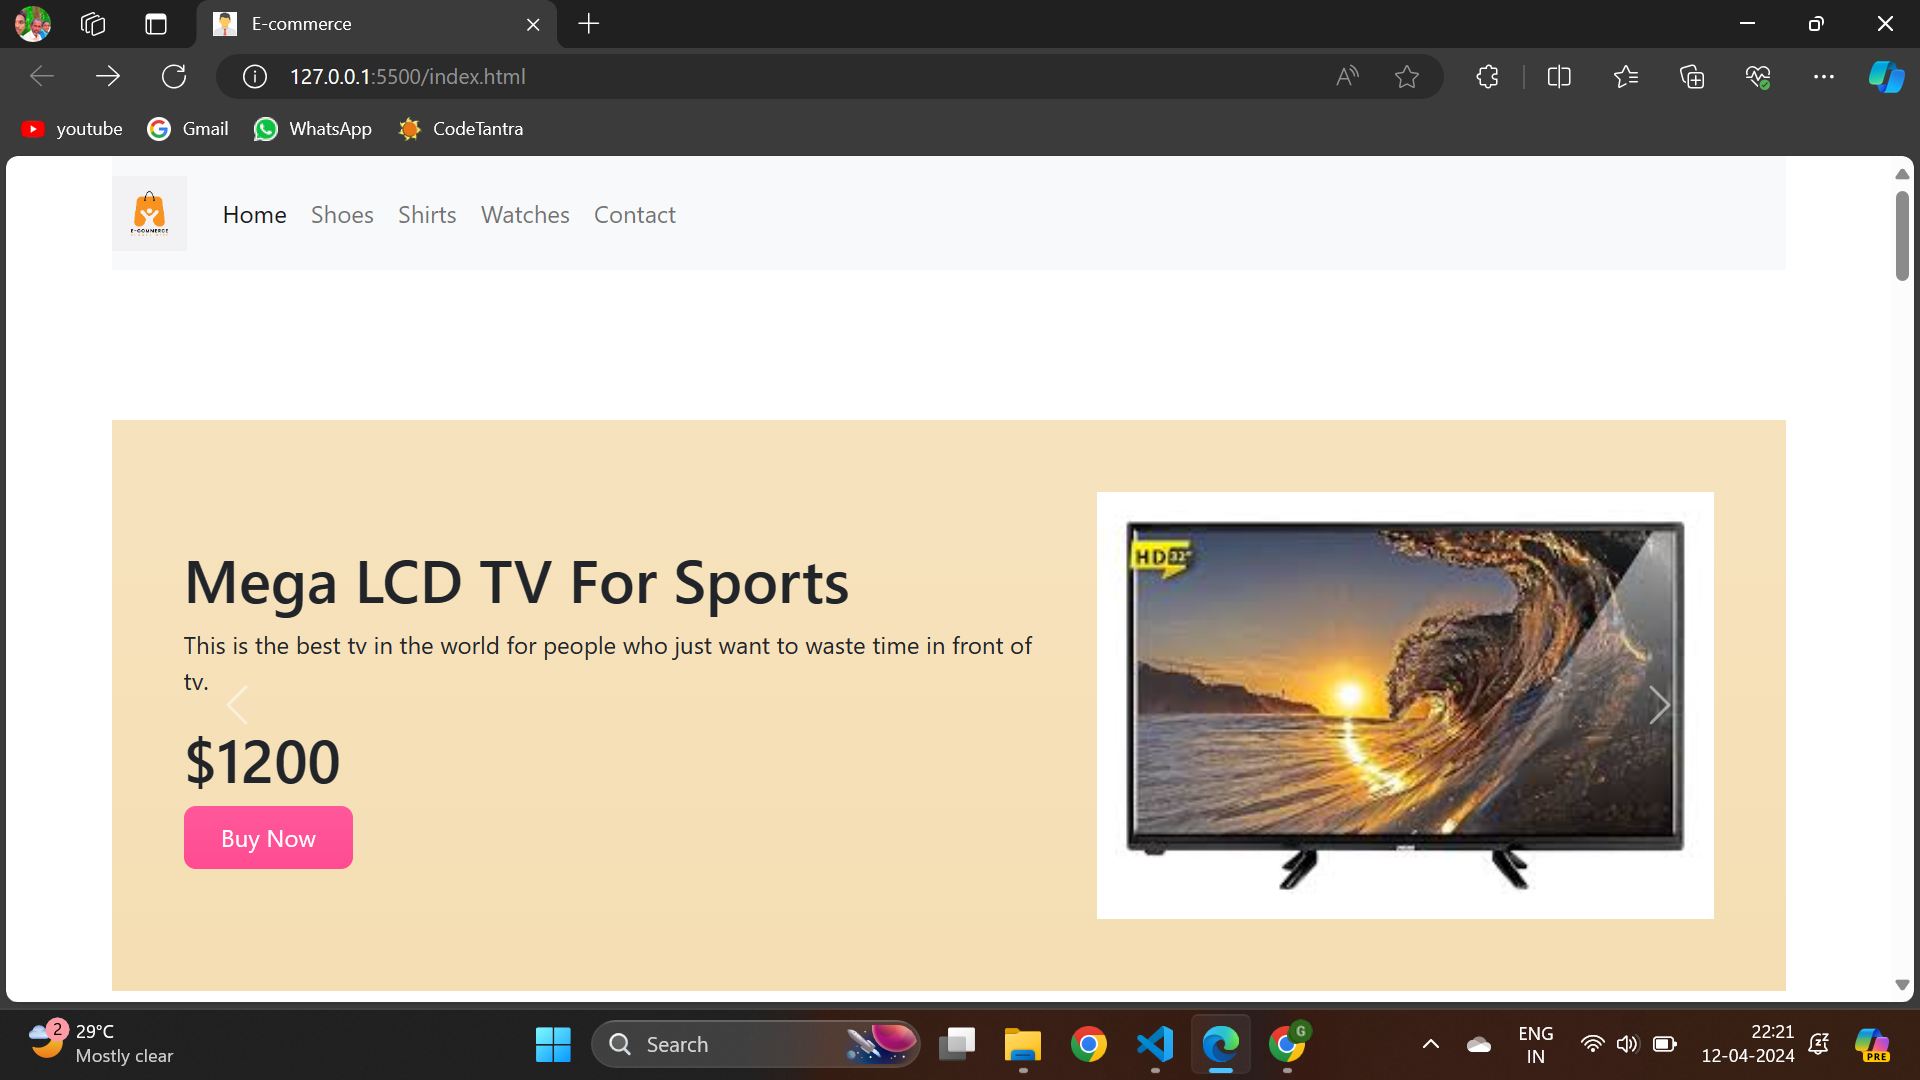 E-commerce
127.0.0.1:5500/index.html
youtube Gmail WhatsApp CodeTantra
E-COMMERCE
Home Shoes Shirts Watches Contact
Mega LCD TV For Sports
This is the best tv in the world for people who just want to waste time in front of
tv.
$1200
Buy Now
HD 32"
2
29°C
Mostly clear
Search
G
ENG
IN
22:21
12-04-2024
PRE